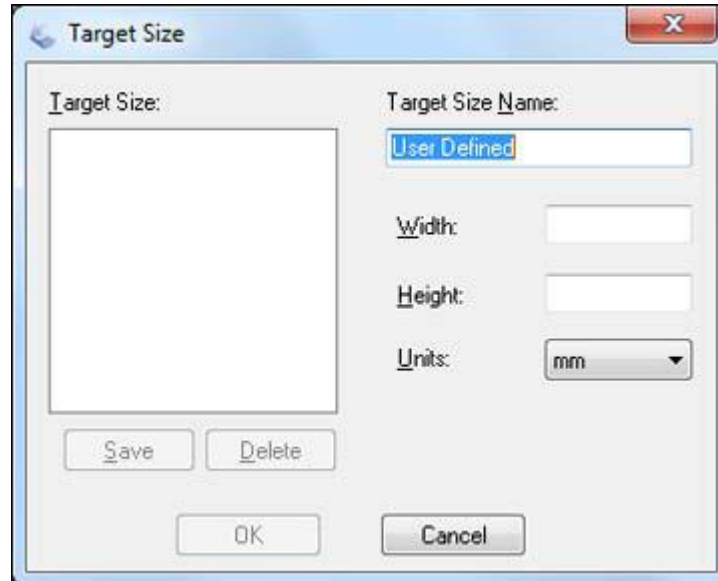 Target Size
Target Size:
Target Size Name:
User Defined
Width:
Height:
Units:
mm
Save
Delete
OK
Cancel